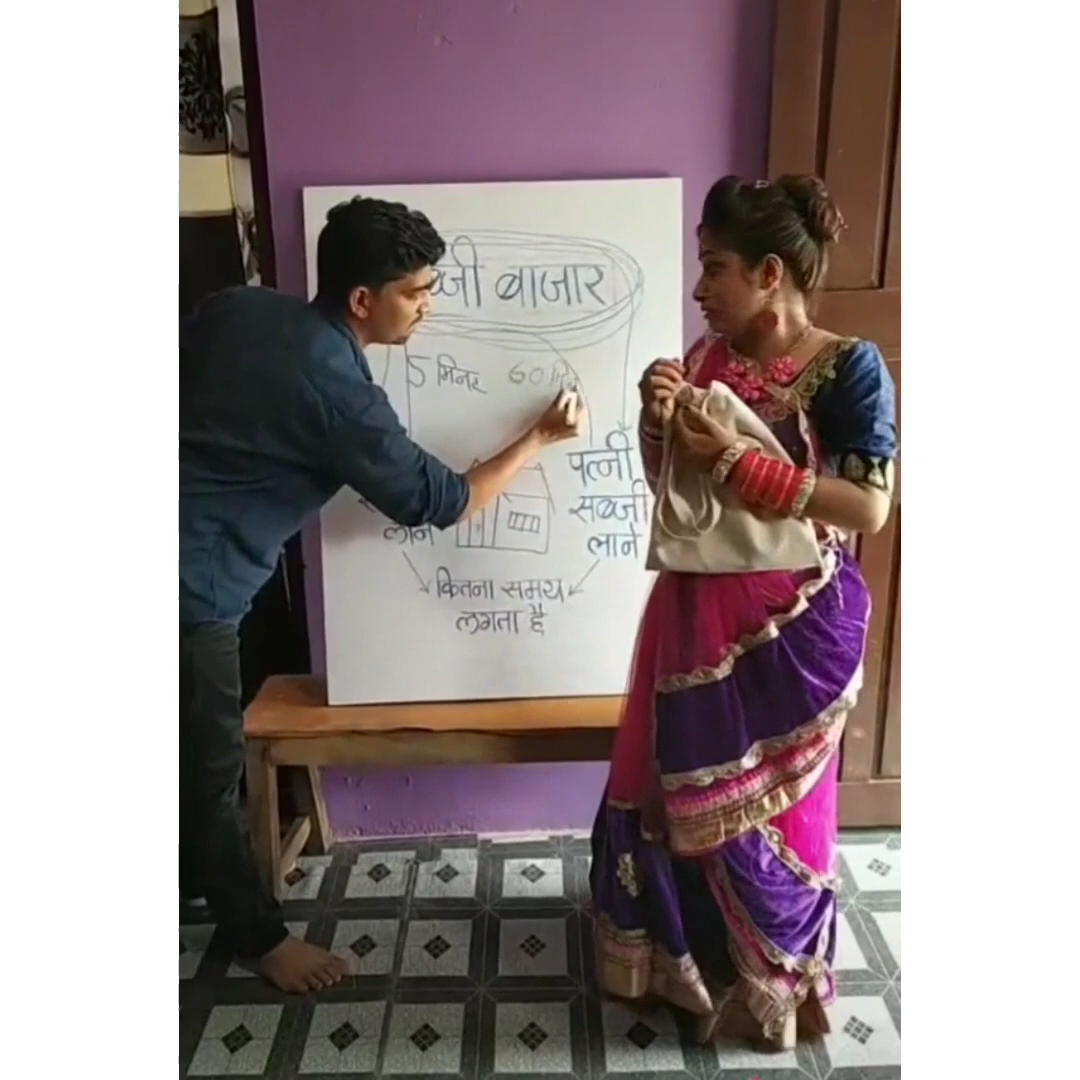 ब्जी बाजार
5 मिनट 60
पत्नी
सब्जी
लाने लाने
कितना समय
लगता है